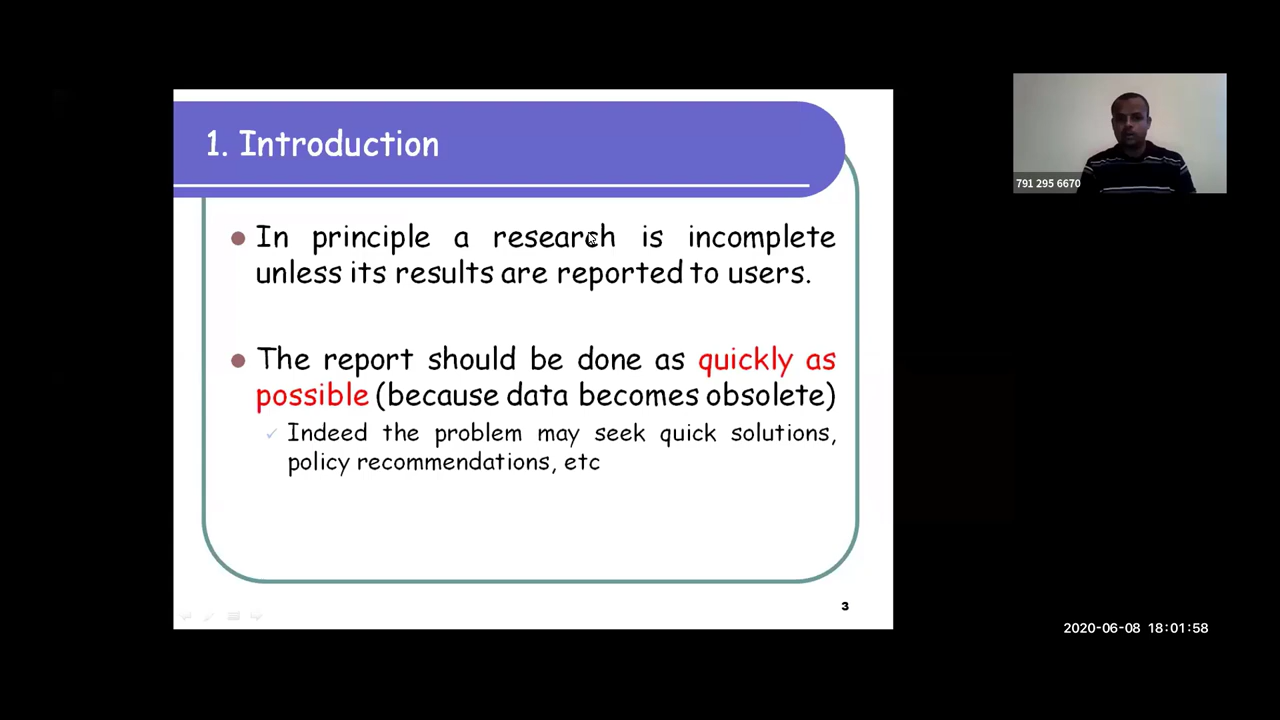 1. Introduction
In principle a research is incomplete
unless its results are reported to users.
The report should be done as quickly as
possible (because data becomes obsolete)
Indeed the problem may seek quick solutions,
policy recommendations, etc
3
791 295 6670
2020-06-08 18:01:58